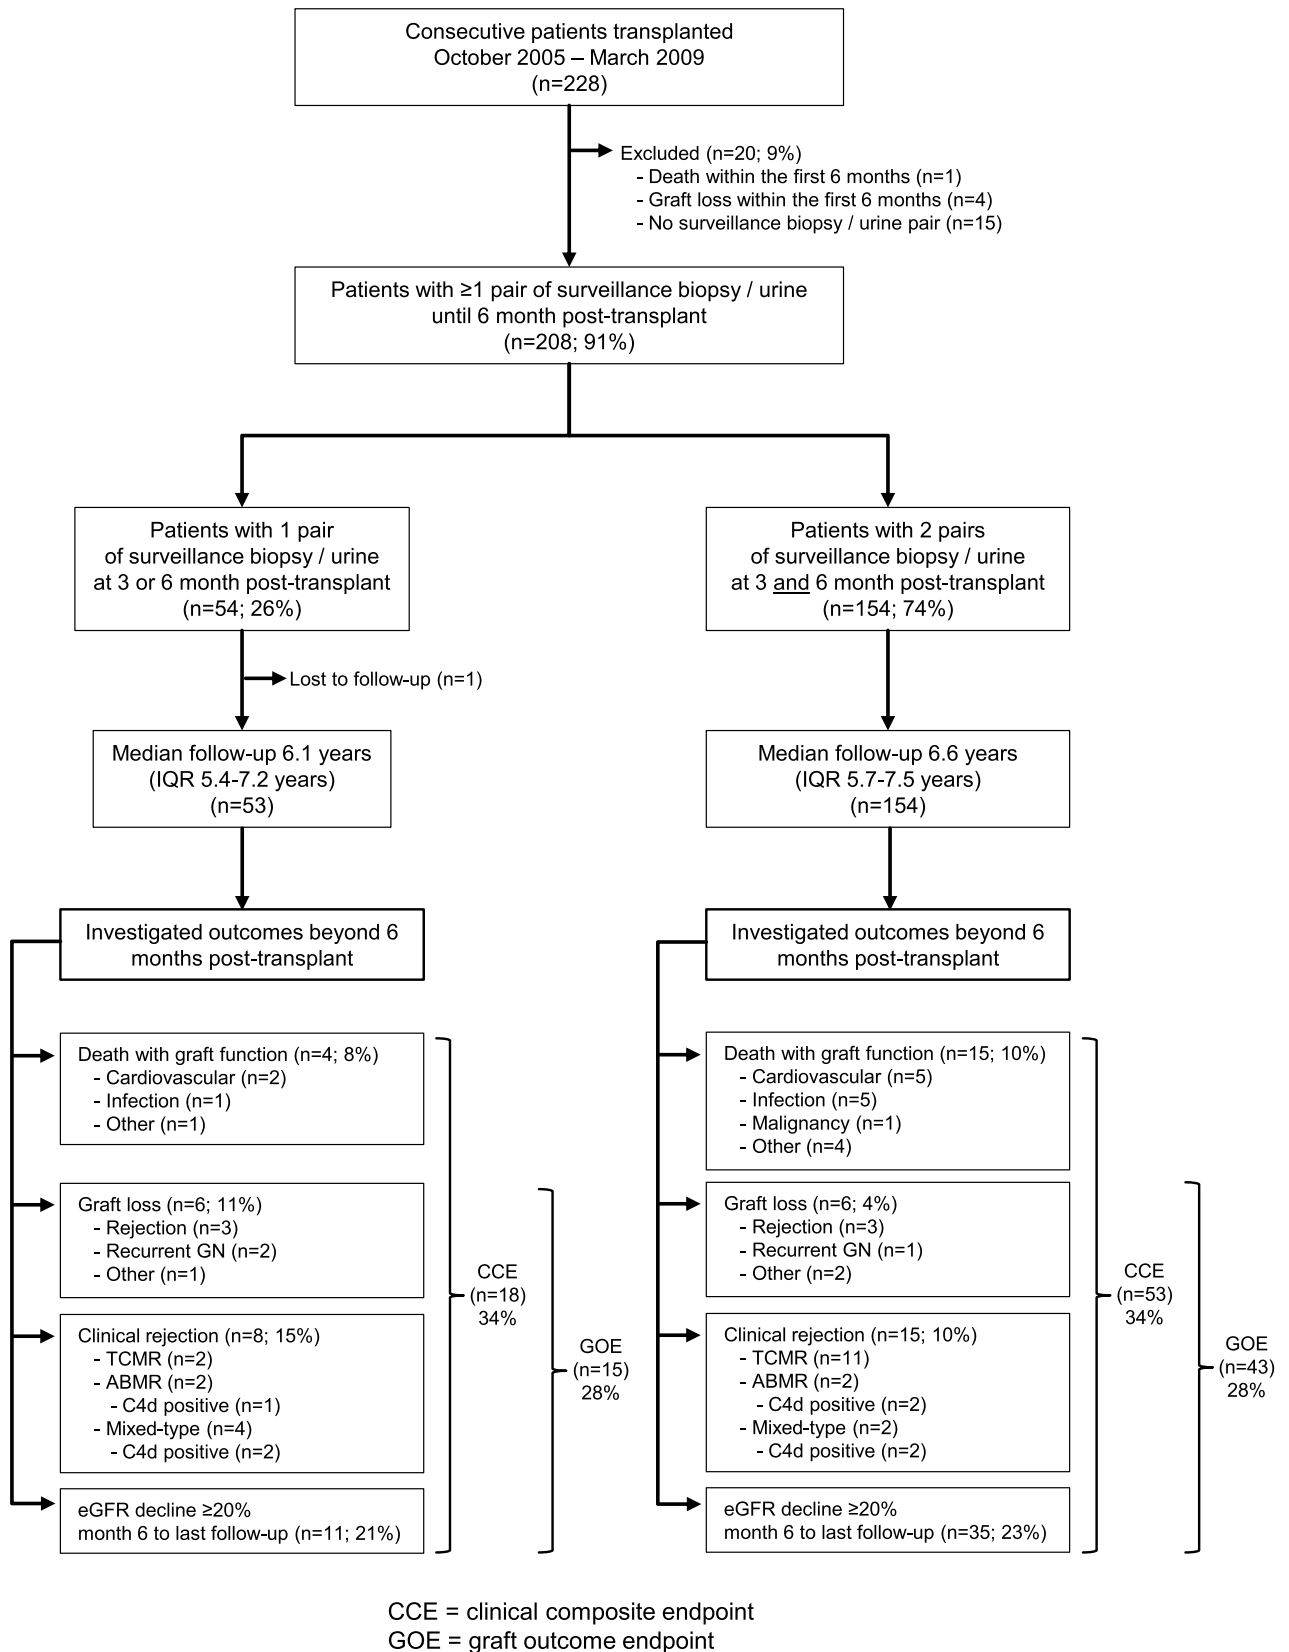 Consecutive patients transplanted
October 2005 – March 2009
(n=228)
Excluded (n=20; 9%)
- Death within the first 6 months (n=1)
- Graft loss within the first 6 months (n=4)
- No surveillance biopsy / urine pair (n=15)
Patients with ≥1 pair of surveillance biopsy / urine
until 6 month post-transplant
(n=208; 91%)
Patients with 1 pair
of surveillance biopsy / urine
at 3 or 6 month post-transplant
(n=54; 26%)
Lost to follow-up (n=1)
Median follow-up 6.1 years
(IQR 5.4-7.2 years)
(n=53)
Investigated outcomes beyond 6
months post-transplant
Death with graft function (n=4; 8%)
- Cardiovascular (n=2)
- Infection (n=1)
- Other (n=1)
Graft loss (n=6; 11%)
- Rejection (n=3)
- Recurrent GN (n=2)
- Other (n=1)
Clinical rejection (n=8; 15%)
- TCMR (n=2)
- ABMR (n=2)
- C4d positive (n=1)
- Mixed-type (n=4)
- C4d positive (n=2)
eGFR decline ≥20%
month 6 to last follow-up (n=11; 21%)
CCE
(n=18)
34%
GOE
(n=15)
28%
Patients with 2 pairs
of surveillance biopsy / urine
at 3 and 6 month post-transplant
(n=154; 74%)
Median follow-up 6.6 years
(IQR 5.7-7.5 years)
(n=154)
Investigated outcomes beyond 6
months post-transplant
Death with graft function (n=15; 10%)
- Cardiovascular (n=5)
- Infection (n=5)
- Malignancy (n=1)
- Other (n=4)
Graft loss (n=6; 4%)
- Rejection (n=3)
- Recurrent GN (n=1)
- Other (n=2)
Clinical rejection (n=15; 10%)
- TCMR (n=11)
- ABMR (n=2)
- C4d positive (n=2)
- Mixed-type (n=2)
- C4d positive (n=2)
eGFR decline ≥20%
month 6 to last follow-up (n=35; 23%)
CCE
(n=53)
34%
GOE
(n=43)
28%
CCE = clinical composite endpoint
GOE = graft outcome endpoint